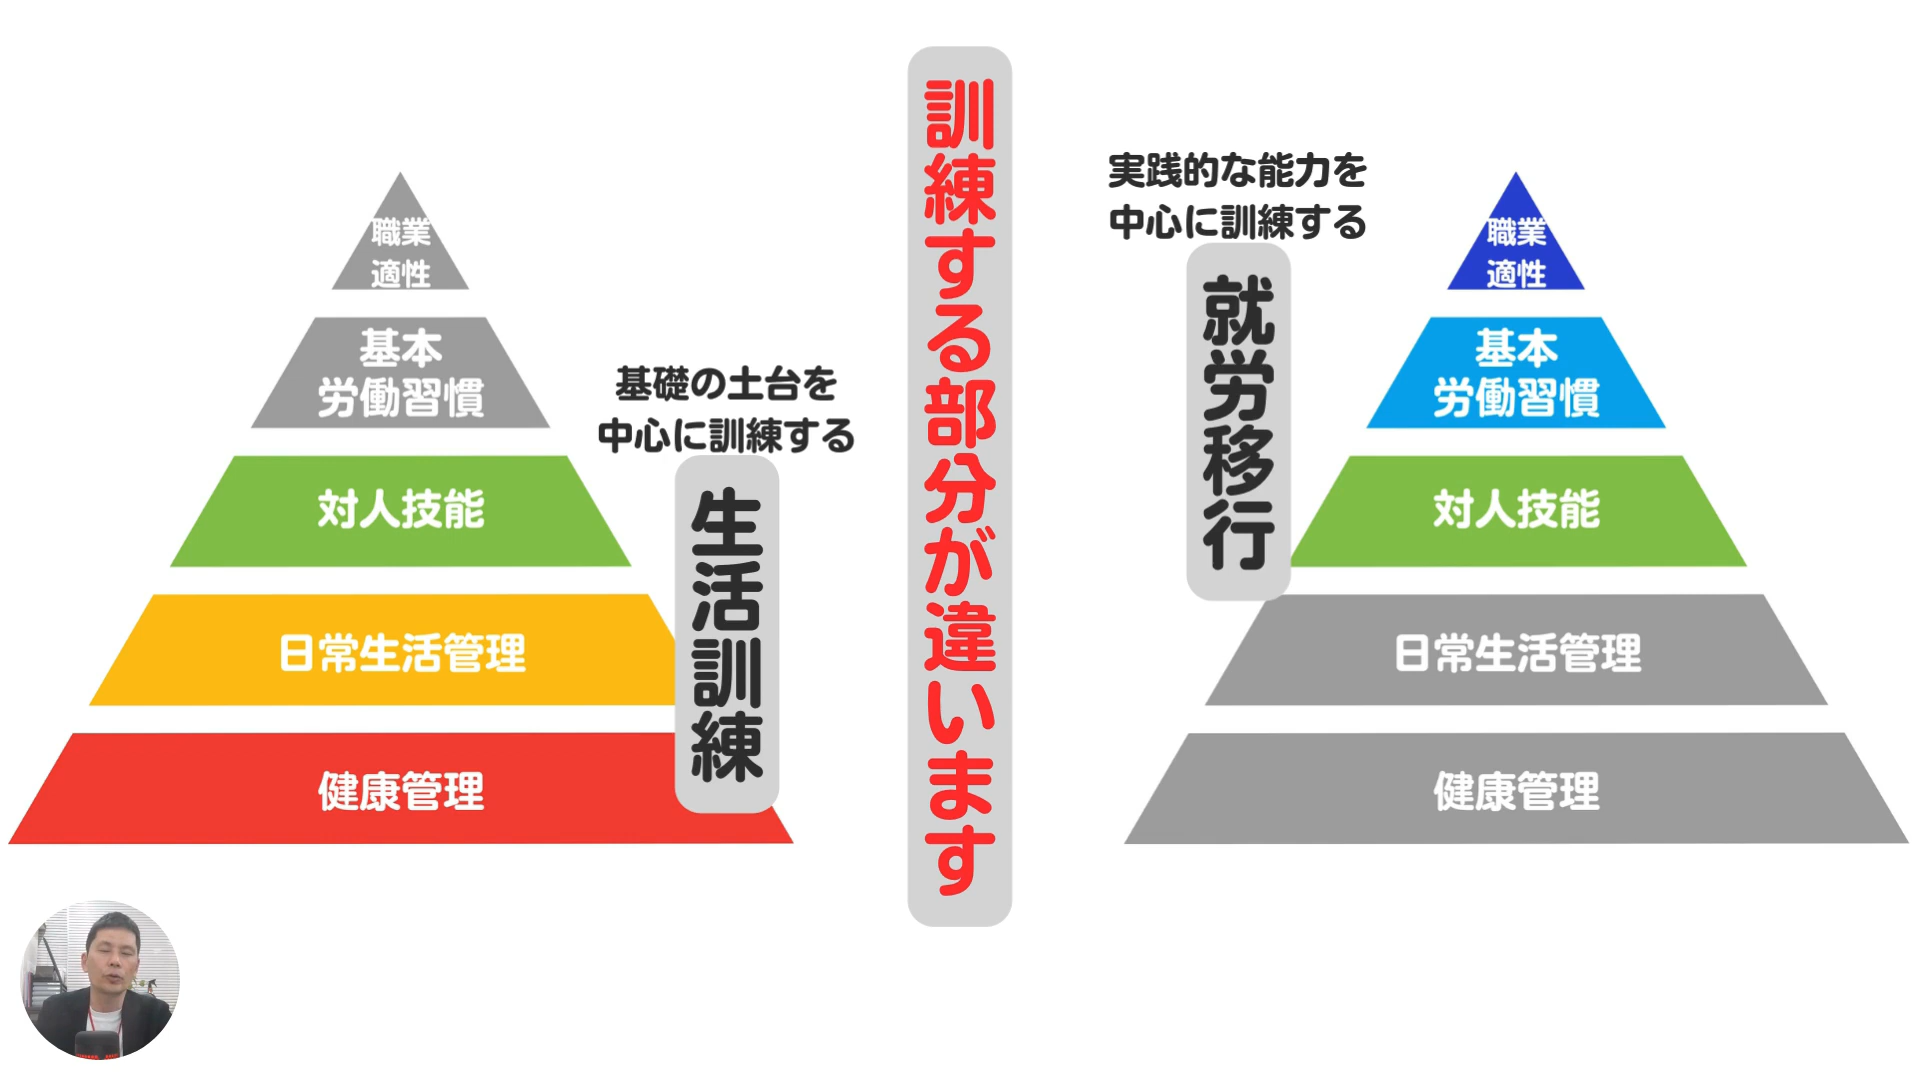 職業
適性
基本
労働習慣
対人技能
日常生活管理
健康管理
基礎の土台を
中心に訓練する
生活訓練
訓練する部分が違います
実践的な能力を
中心に訓練する
就労移行
職業
適性
基本
労働習慣
対人技能
日常生活管理
健康管理